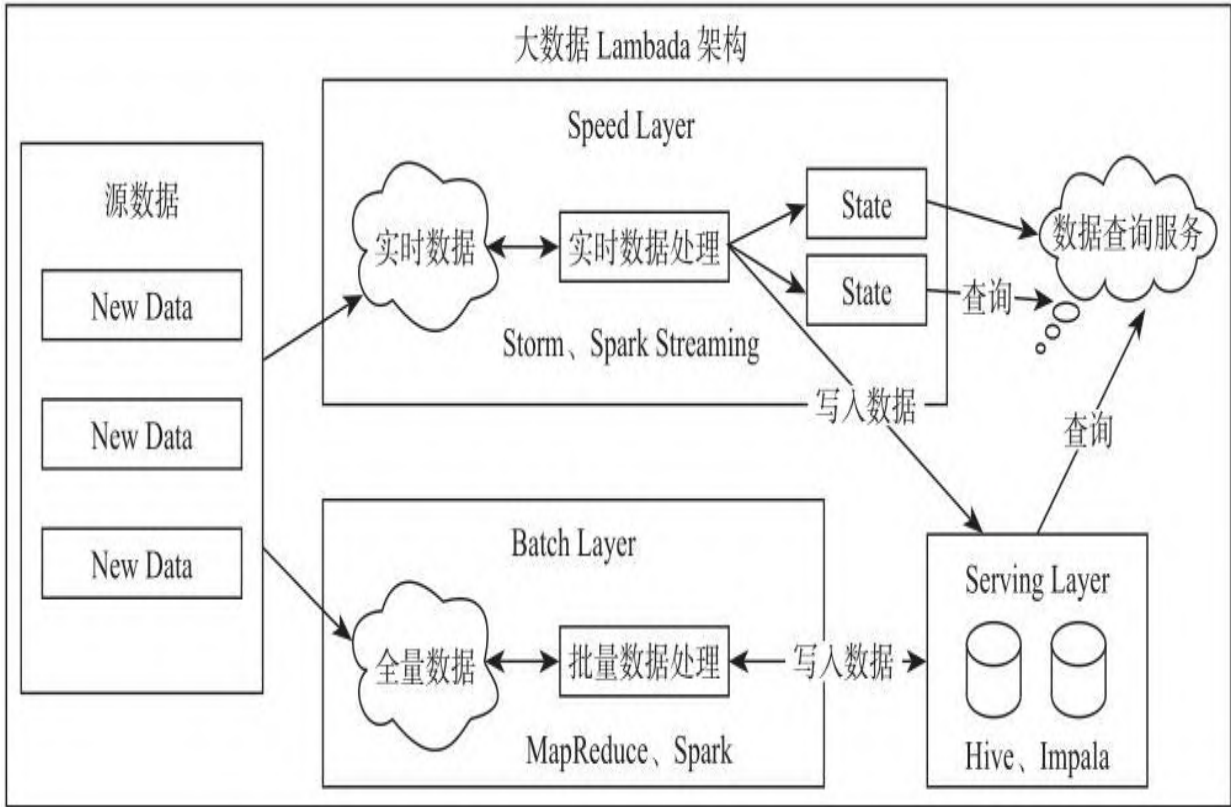 大数据 Lambada 架构
源数据
New Data
New Data
New Data
Speed Layer
实时数据
实时数据处理
State
State
Storm、Spark Streaming
查询
数据查询服务
写入数据
查询
Batch Layer
全量数据
批量数据处理
写入数据
MapReduce、Spark
Serving Layer
Hive、Impala